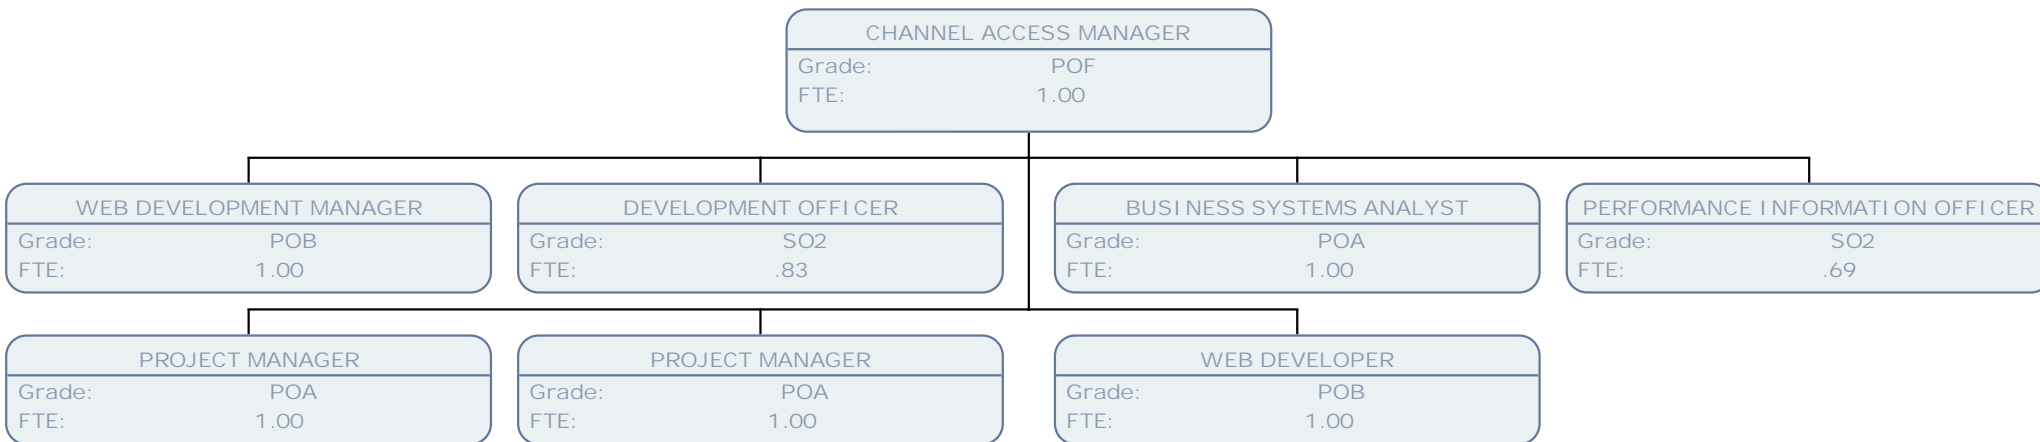 CHANNEL ACCESS MANAGER
Grade: POF
FTE: 1.00
WEB DEVELOPMENT MANAGER
Grade: POB
FTE: 1.00
DEVELOPMENT OFFICER
Grade: SO2
FTE: .83
BUSINESS SYSTEMS ANALYST
Grade: POA
FTE: 1.00
PERFORMANCE INFORMATION OFFICER
Grade: SO2
FTE: .69
PROJECT MANAGER
Grade: POA
FTE: 1.00
PROJECT MANAGER
Grade: POA
FTE: 1.00
WEB DEVELOPER
Grade: POB
FTE: 1.00